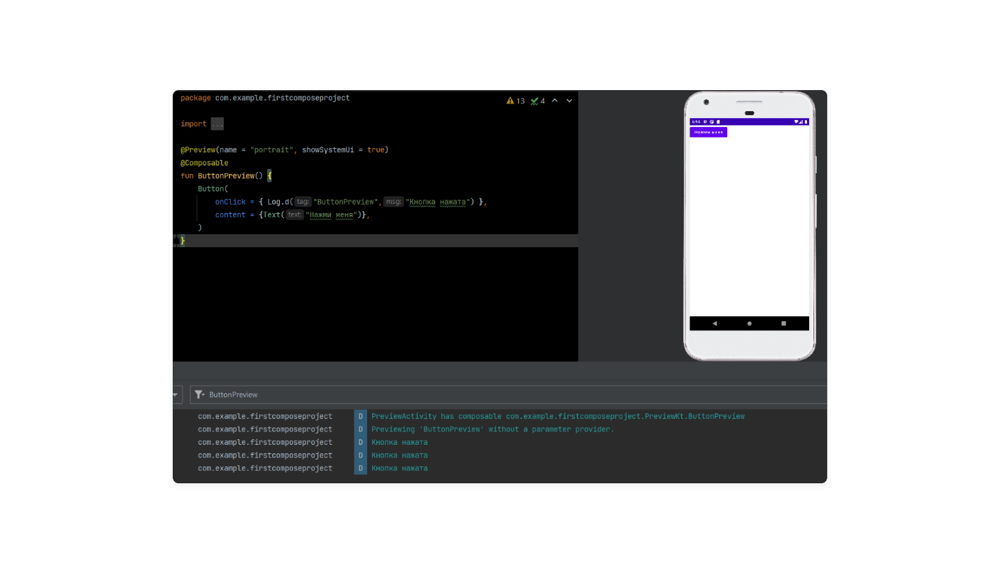 package com.example.firstcomposeproject
13 4
import ...
@Preview(name = "portrait", showSystemUi = true)
@Composable
fun ButtonPreview() {
Button(
onClick = { Log.d( tag: "ButtonPreview", msg: "Кнопка нажата") },
content = {Text( text: "Нажми меня")},
)
}
6:56
Нажми меня
ButtonPreview
com.example.firstcomposeproject D PreviewActivity has composable com.example.firstcomposeproject.PreviewKt.ButtonPreview
com.example.firstcomposeproject D Previewing 'ButtonPreview' without a parameter provider.
com.example.firstcomposeproject D Кнопка нажата
com.example.firstcomposeproject D Кнопка нажата
com.example.firstcomposeproject D Кнопка нажата